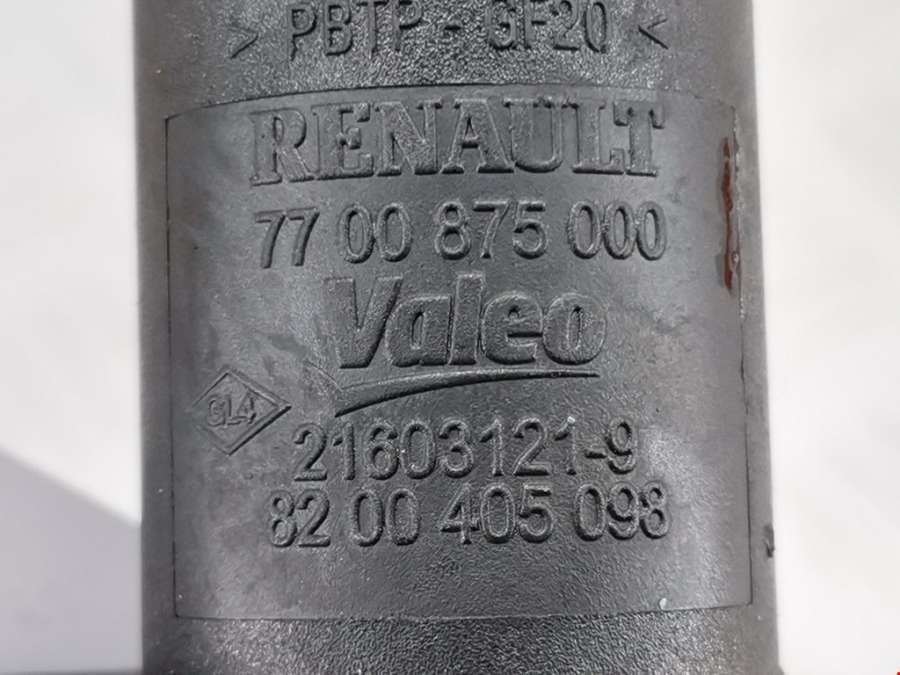 > PBTP - GF20 <
RENAULT
77 00 875 000
Valeo
GL4
21603121-9
82 00 405 098